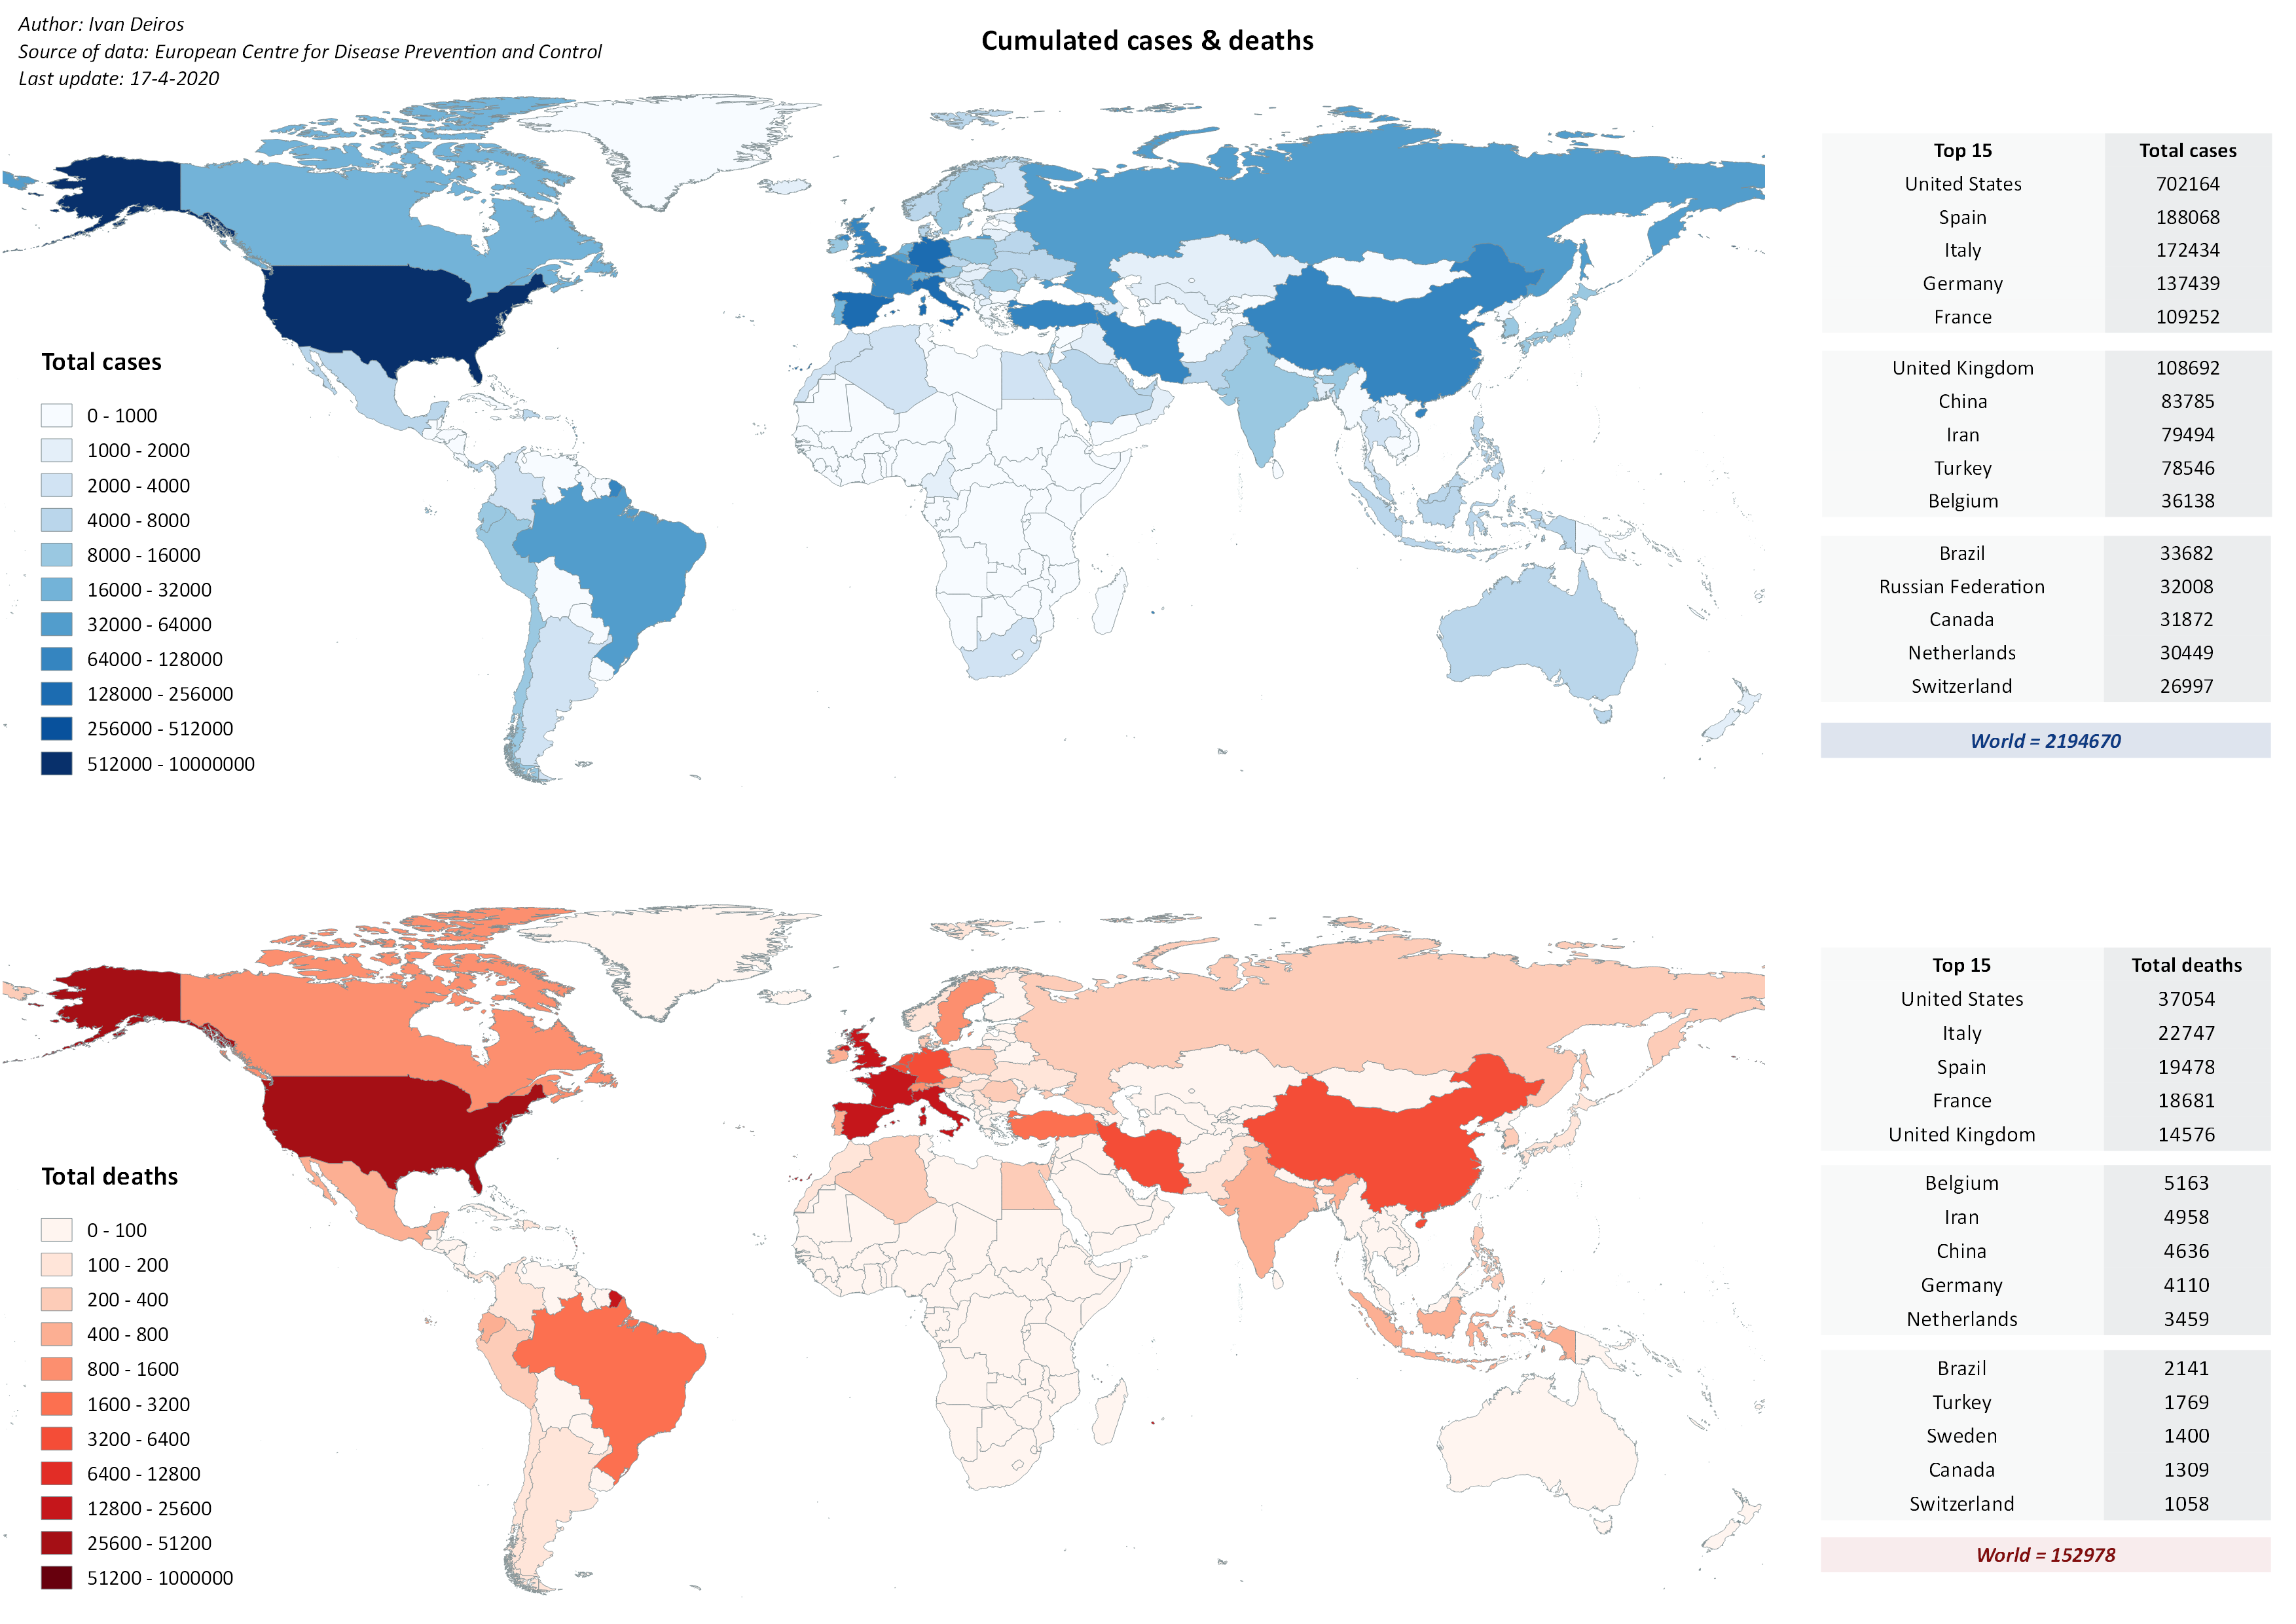 Author: Ivan Deiros
Source of data: European Centre for Disease Prevention and Control
Last update: 17-4-2020
Cumulated cases & deaths
Total cases
0 - 1000
1000 - 2000
2000 - 4000
4000 - 8000
8000 - 16000
16000 - 32000
32000 - 64000
64000 - 128000
128000 - 256000
256000 - 512000
512000 - 10000000
Top 15 Total cases
United States 702164
Spain 188068
Italy 172434
Germany 137439
France 109252
United Kingdom 108692
China 83785
Iran 79494
Turkey 78546
Belgium 36138
Brazil 33682
Russian Federation 32008
Canada 31872
Netherlands 30449
Switzerland 26997
World = 2194670
Total deaths
0 - 100
100 - 200
200 - 400
400 - 800
800 - 1600
1600 - 3200
3200 - 6400
6400 - 12800
12800 - 25600
25600 - 51200
51200 - 1000000
Top 15 Total deaths
United States 37054
Italy 22747
Spain 19478
France 18681
United Kingdom 14576
Belgium 5163
Iran 4958
China 4636
Germany 4110
Netherlands 3459
Brazil 2141
Turkey 1769
Sweden 1400
Canada 1309
Switzerland 1058
World = 152978